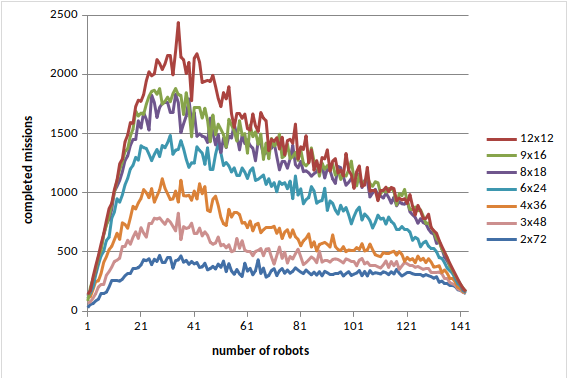 2500
2000
1500
1000
500
0
completed missions
1 21 41 61 81 101 121 141
number of robots
12x12
9x16
8x18
6x24
4x36
3x48
2x72